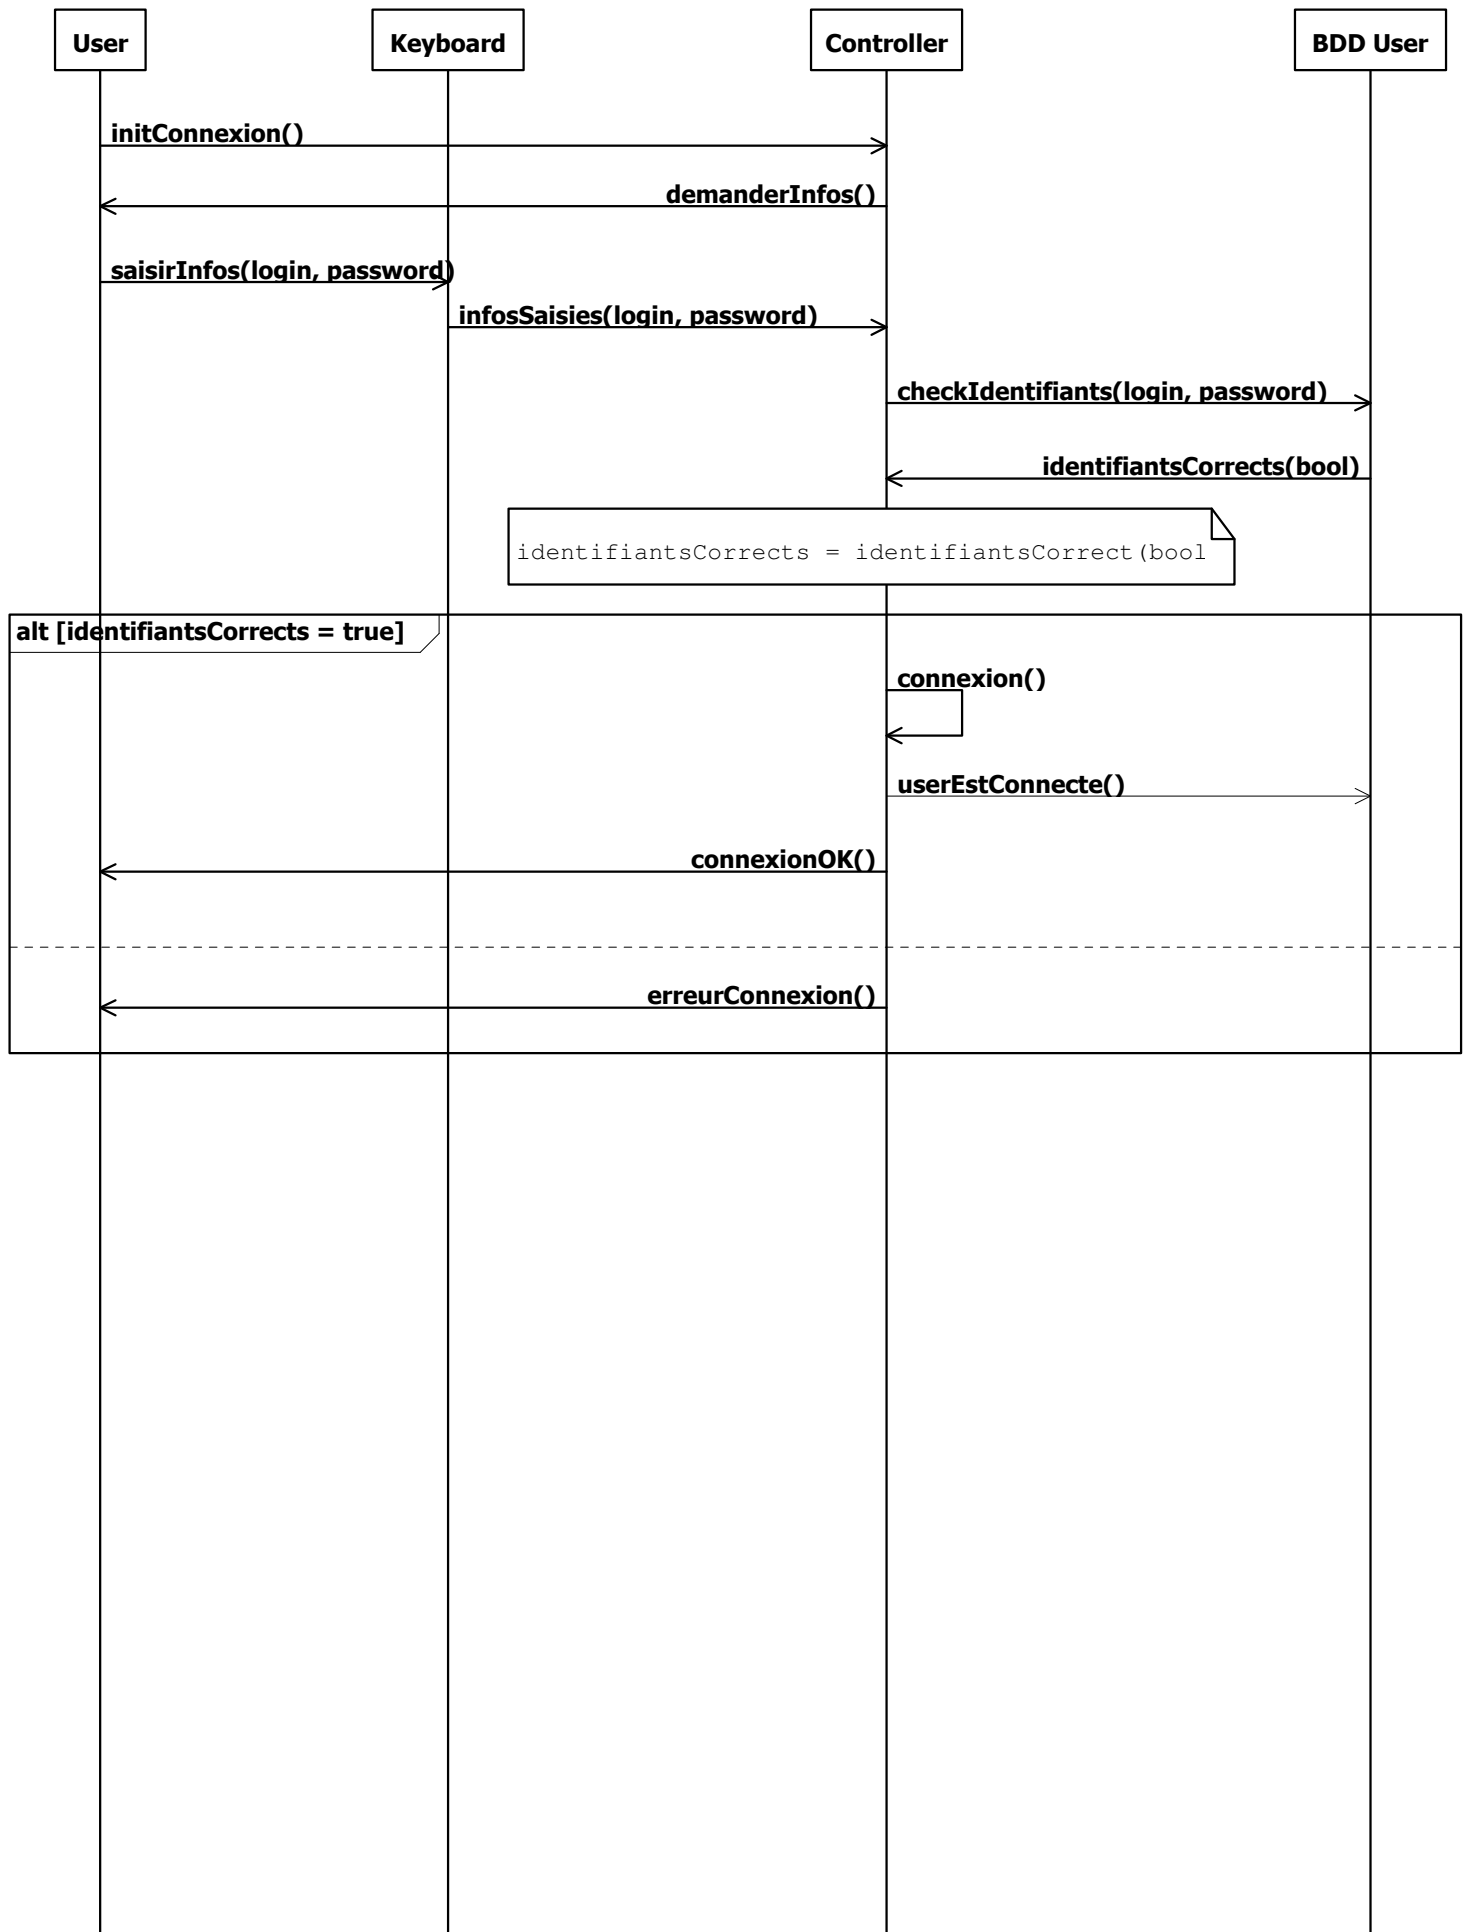 User
Keyboard
Controller
BDD User
initConnexion()
demanderInfos()
saisirInfos(login, password)
infosSaisies(login, password)
checkIdentifiants(login, password)
identifiantsCorrects(bool)
identifiantsCorrects = identifiantsCorrect(bool
alt [identifiantsCorrects = true]
connexion()
userEstConnecte()
connexionOK()
erreurConnexion()